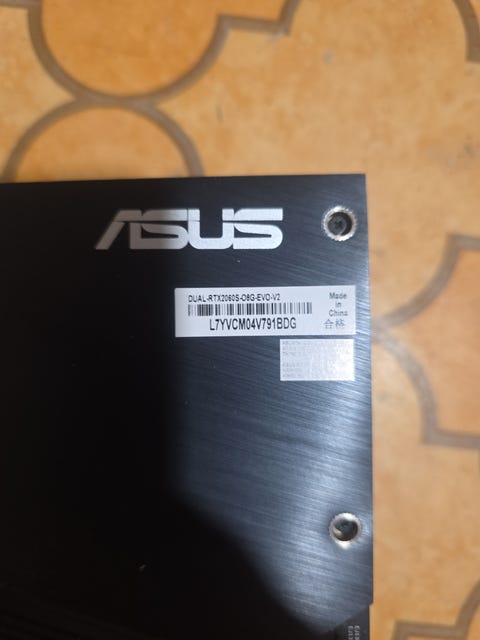 ASUS
DUAL-RTX2060S-O8G-EVO-V2
L7YVCM04V791BDG
Made
in
China
合格